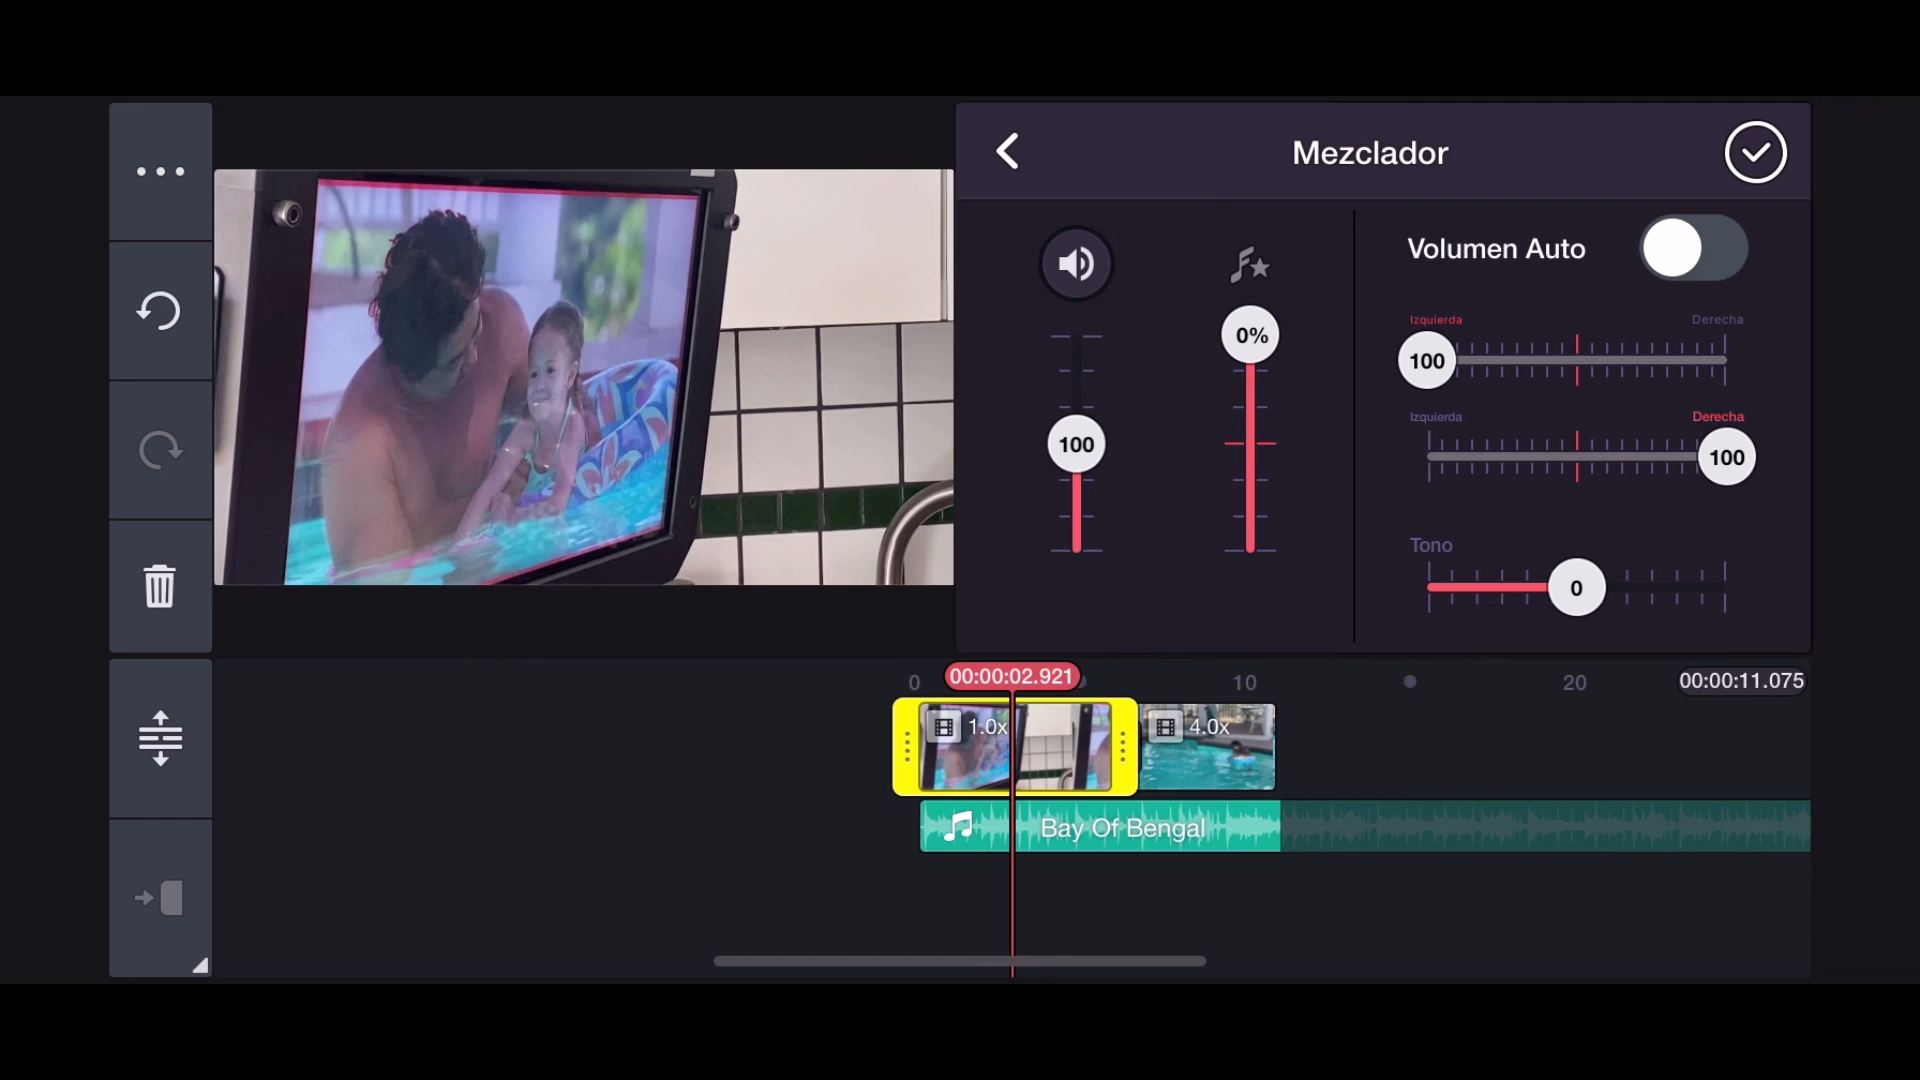 Mezclador
Volumen Auto
Izquierda Derecha
100
0%
Izquierda Derecha
100
100
Tono
0
0 00:00:02.921 10 20 00:00:11.075
1.0x 4.0x
Bay Of Bengal